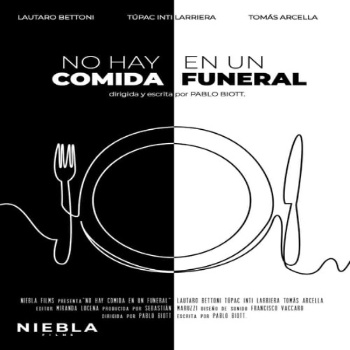 LAUTARO BETTONI TÚPAC INTI LARRIERA TOMÁS ARCELLA
NO HAY EN UN
COMIDA FUNERAL
dirigida y escrita por PABLO BIOTT.
NIEBLA FILMS PRESENTA "NO HAY COMIDA EN UN FUNERAL" LAUTARO BETTONI TÚPAC INTI LARRIERA TOMÁS ARCELLA
EDITOR MIRANDA LUCENA PRODUCIDA POR SEBASTIÁN MARUZZI DISEÑO DE SONIDO FRANCISCO VACCARO
DIRIGIDA POR PABLO BIOTT. ESCRITA POR PABLO BIOTT.
NIEBLA
FILMS